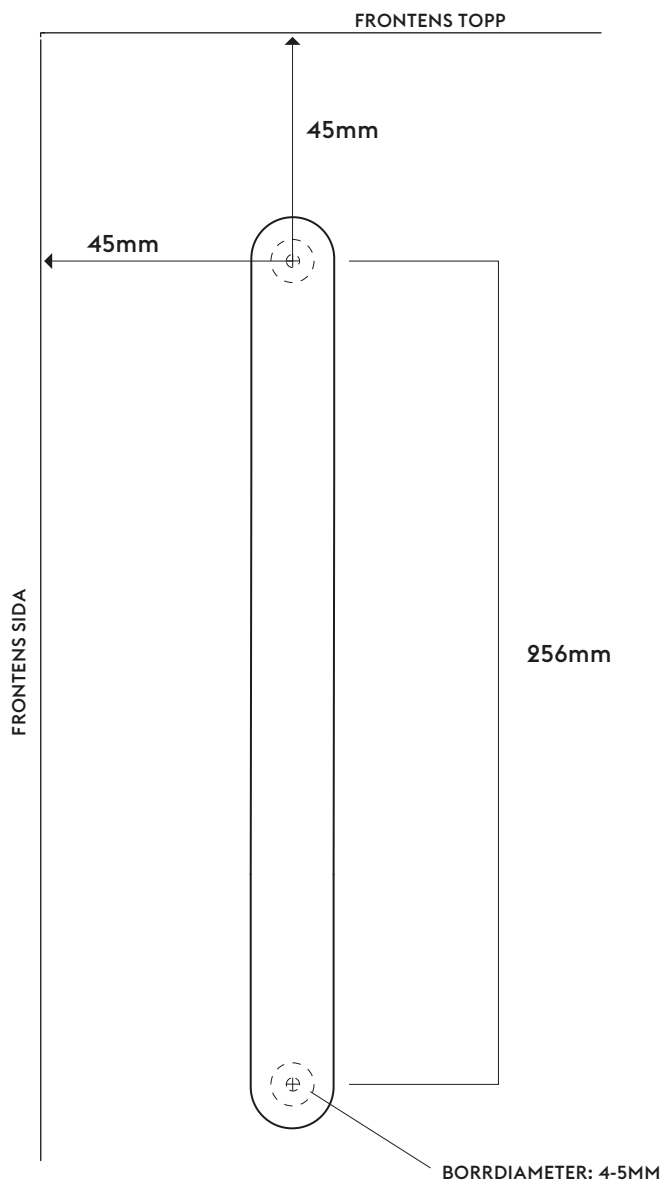 FRONTENS TOPP
45mm
45mm
FRONTENS SIDA
256mm
BORRDIAMETER: 4-5MM